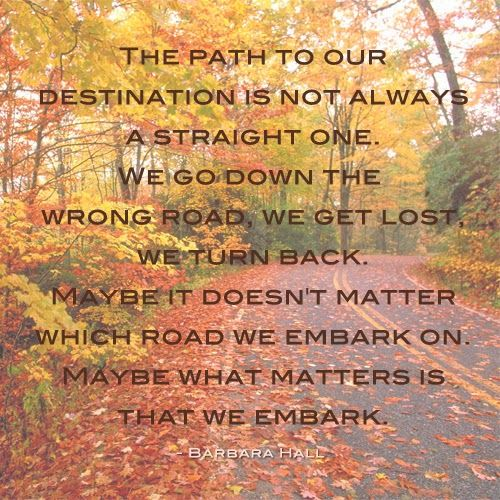 The path to our
destination is not always
a straight one.
We go down the
wrong road, we get lost,
we turn back.
Maybe it doesn't matter
which road we embark on.
Maybe what matters is
that we embark.
- Barbara Hall